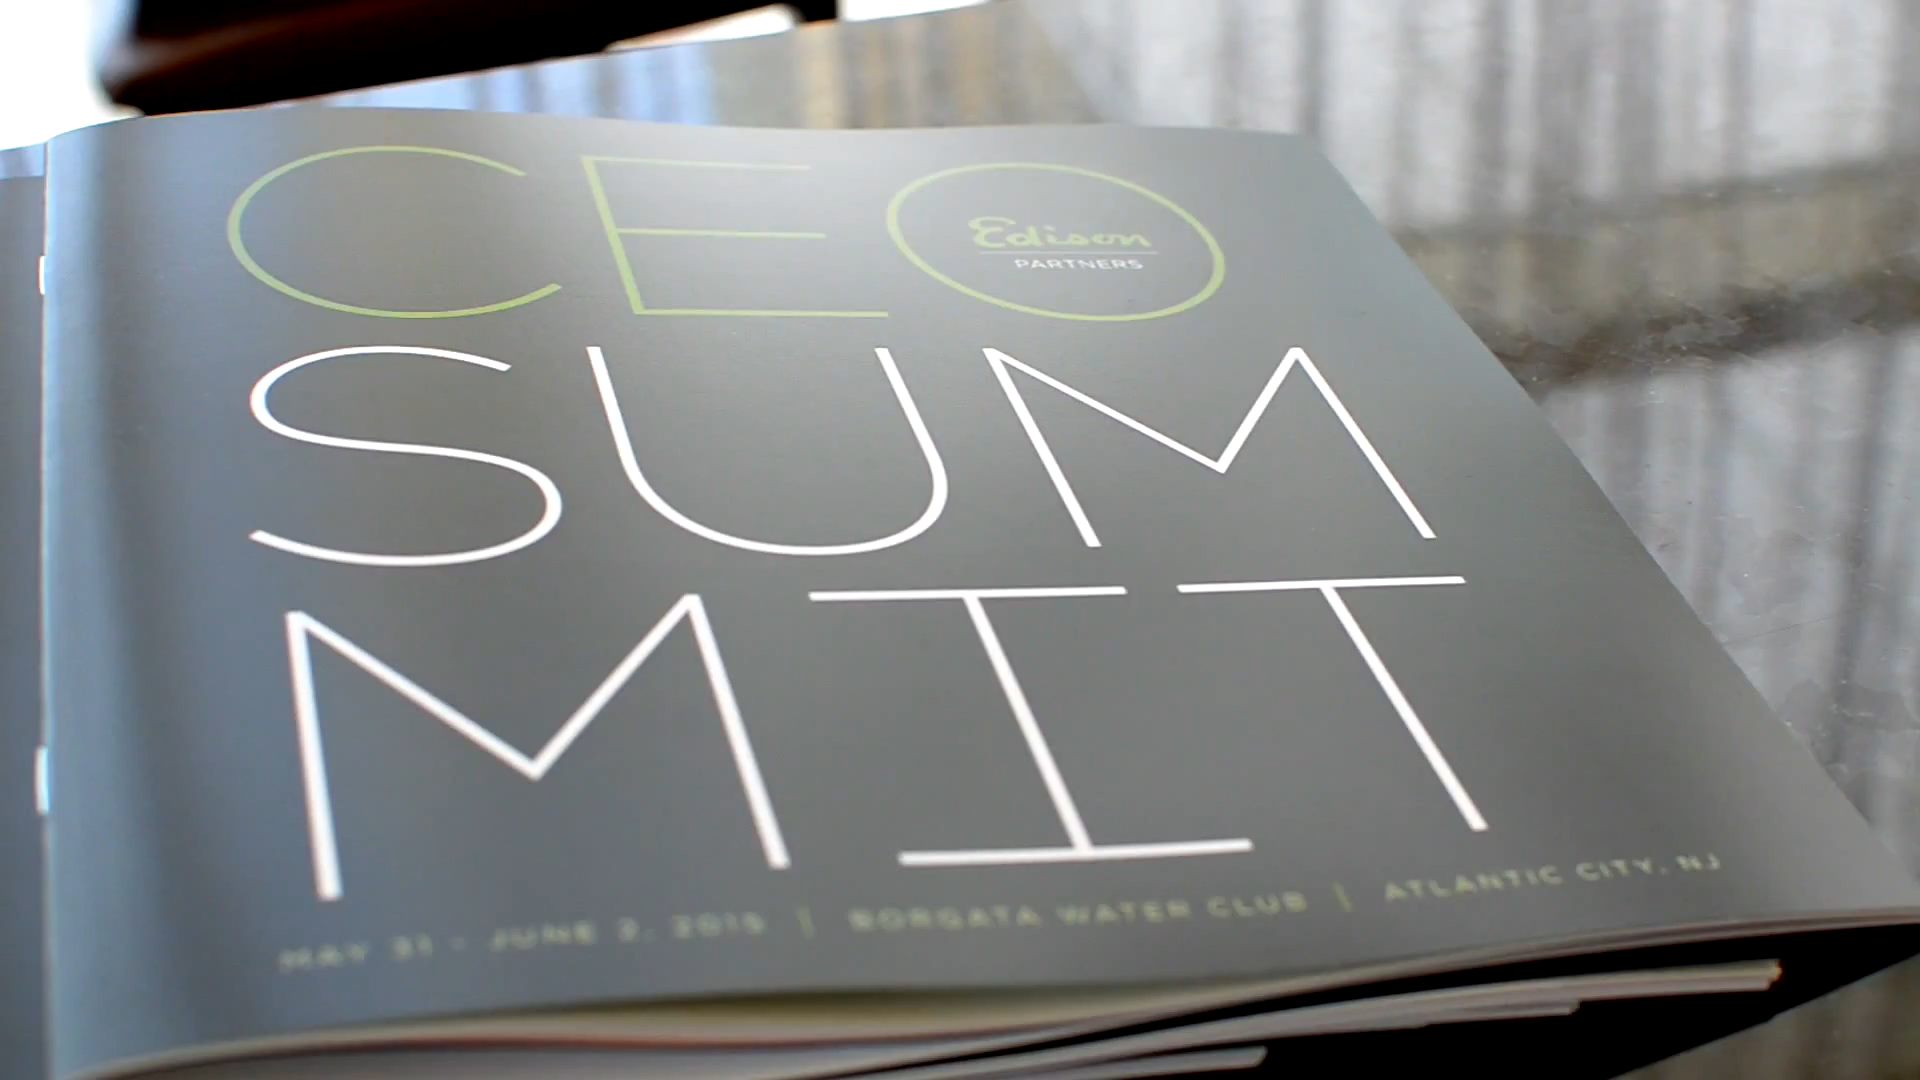 CEO
Edison
PARTNERS
SUM
MIT
MAY 31 - JUNE 2, 2015 | BORGATA WATER CLUB | ATLANTIC CITY, NJ